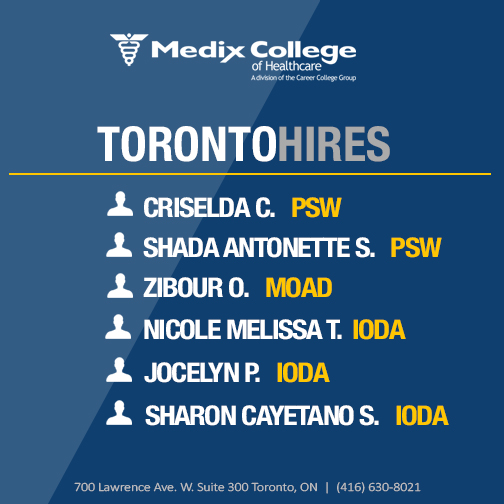 Medix College
of Healthcare
A division of the Career College Group
TORONTOHIRES
CRISELDA C. PSW
SHADA ANTONETTE S. PSW
ZIBOUR O. MOAD
NICOLE MELISSA T. IODA
JOCELYN P. IODA
SHARON CAYETANO S. IODA
700 Lawrence Ave. W. Suite 300 Toronto, ON | (416) 630-8021